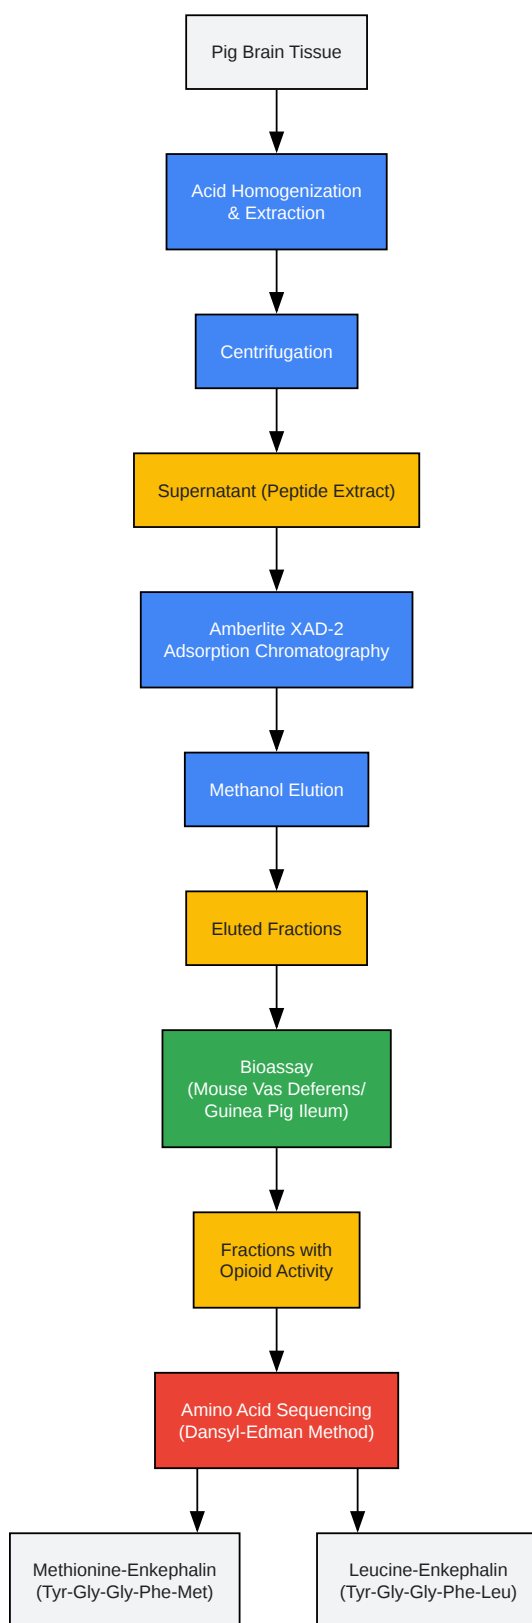 Pig Brain Tissue
Acid Homogenization
& Extraction
Centrifugation
Supernatant (Peptide Extract)
Amberlite XAD-2
Adsorption Chromatography
Methanol Elution
Eluted Fractions
Bioassay
(Mouse Vas Deferens/
Guinea Pig Ileum)
Fractions with
Opioid Activity
Amino Acid Sequencing
(Dansyl-Edman Method)
Methionine-Enkephalin
(Tyr-Gly-Gly-Phe-Met)
Leucine-Enkephalin
(Tyr-Gly-Gly-Phe-Leu)